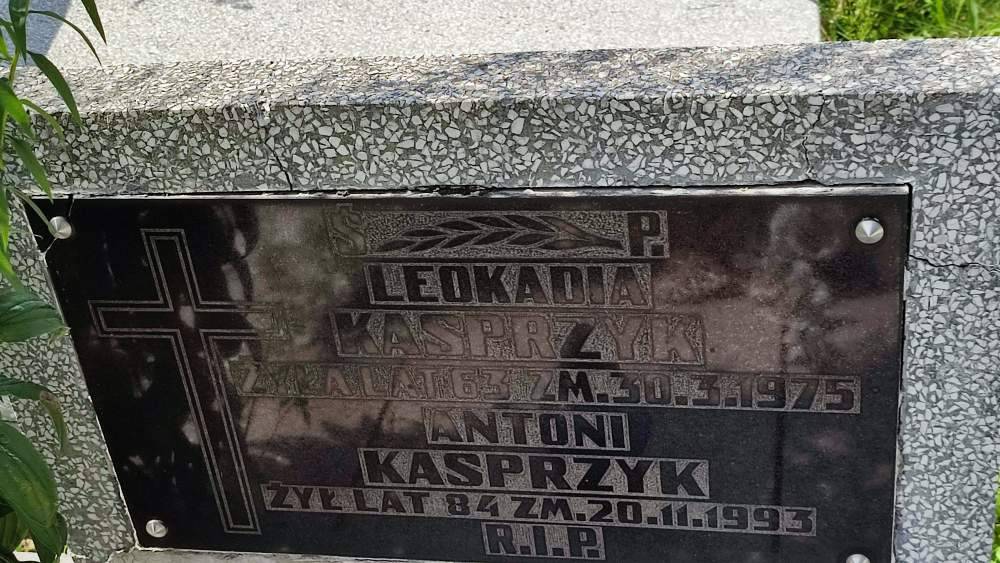 Ś P.
LEOKADIA
KASPRZYK
ŻYŁA LAT 63 ZM. 30.3.1975
ANTONI
KASPRZYK
ŻYŁ LAT 84 ZM. 20.11.1993
R.I.P.